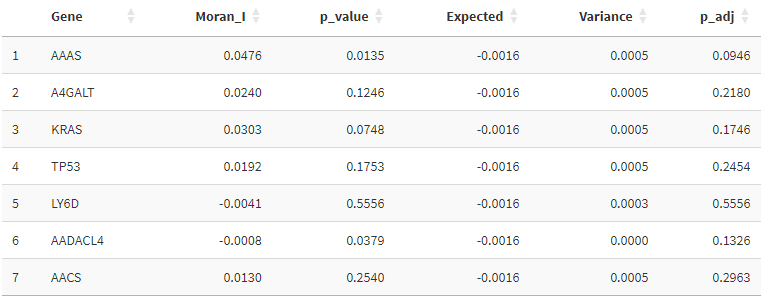 Gene Moran_I p_value Expected Variance p_adj
1 AAAS 0.0476 0.0135 -0.0016 0.0005 0.0946
2 A4GALT 0.0240 0.1246 -0.0016 0.0005 0.2180
3 KRAS 0.0303 0.0748 -0.0016 0.0005 0.1746
4 TP53 0.0192 0.1753 -0.0016 0.0005 0.2454
5 LY6D -0.0041 0.5556 -0.0016 0.0003 0.5556
6 AADACL4 -0.0008 0.0379 -0.0016 0.0000 0.1326
7 AACS 0.0130 0.2540 -0.0016 0.0005 0.2963